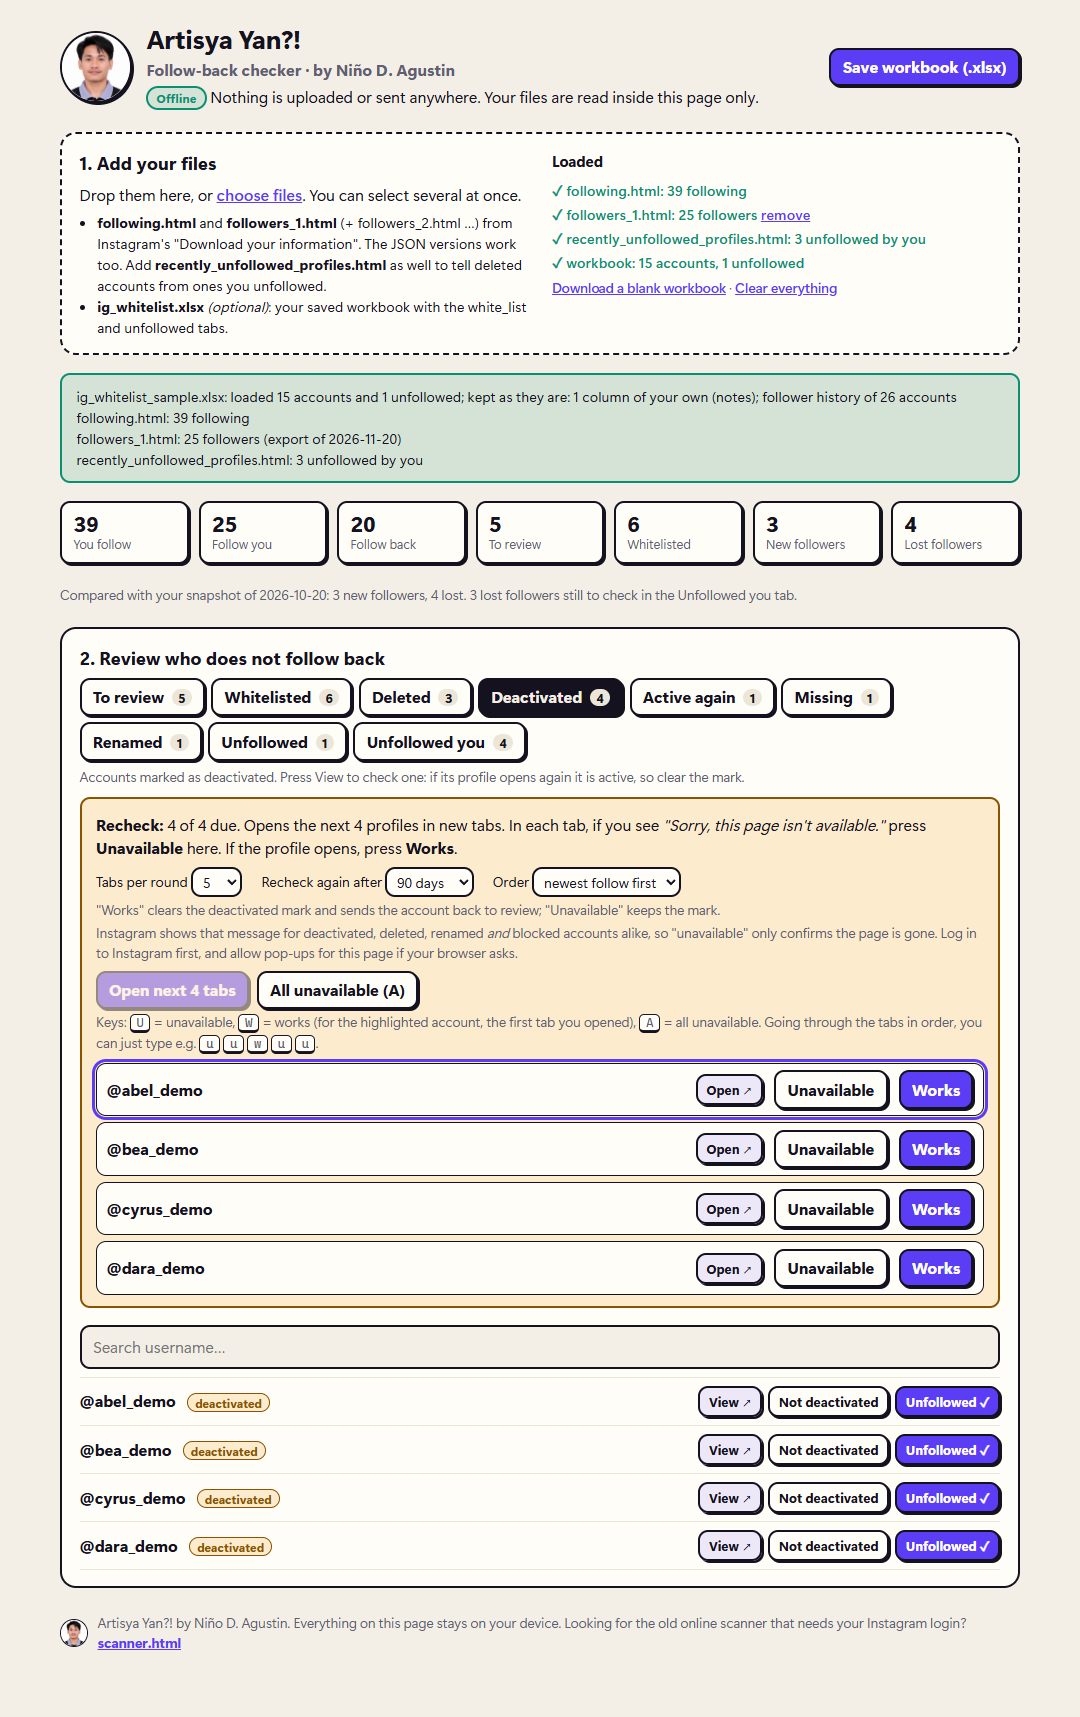 Artisya Yan?!
Follow-back checker · by Niño D. Agustin
Offline Nothing is uploaded or sent anywhere. Your files are read inside this page only.
Save workbook (.xlsx)
1. Add your files
Drop them here, or choose files. You can select several at once.
• following.html and followers_1.html (+ followers_2.html ...) from
Instagram's "Download your information". The JSON versions work
too. Add recently_unfollowed_profiles.html as well to tell deleted
accounts from ones you unfollowed.
• ig_whitelist.xlsx (optional): your saved workbook with the white_list
and unfollowed tabs.
Loaded
✓ following.html: 39 following
✓ followers_1.html: 25 followers remove
✓ recently_unfollowed_profiles.html: 3 unfollowed by you
✓ workbook: 15 accounts, 1 unfollowed
Download a blank workbook · Clear everything
ig_whitelist_sample.xlsx: loaded 15 accounts and 1 unfollowed; kept as they are: 1 column of your own (notes); follower history of 26 accounts
following.html: 39 following
followers_1.html: 25 followers (export of 2026-11-20)
recently_unfollowed_profiles.html: 3 unfollowed by you
39
You follow
25
Follow you
20
Follow back
5
To review
6
Whitelisted
3
New followers
4
Lost followers
Compared with your snapshot of 2026-10-20: 3 new followers, 4 lost. 3 lost followers still to check in the Unfollowed you tab.
2. Review who does not follow back
To review 5 Whitelisted 6 Deleted 3 Deactivated 4 Active again 1 Missing 1
Renamed 1 Unfollowed 1 Unfollowed you 4
Accounts marked as deactivated. Press View to check one: if its profile opens again it is active, so clear the mark.
Recheck: 4 of 4 due. Opens the next 4 profiles in new tabs. In each tab, if you see "Sorry, this page isn't available." press
Unavailable here. If the profile opens, press Works.
Tabs per round 5 Recheck again after 90 days Order newest follow first
"Works" clears the deactivated mark and sends the account back to review; "Unavailable" keeps the mark.
Instagram shows that message for deactivated, deleted, renamed and blocked accounts alike, so "unavailable" only confirms the page is gone. Log in
to Instagram first, and allow pop-ups for this page if your browser asks.
Open next 4 tabs All unavailable (A)
Keys: U = unavailable, W = works (for the highlighted account, the first tab you opened), A = all unavailable. Going through the tabs in order, you
can just type e.g. u u w u u.
@abel_demo Open ↗ Unavailable Works
@bea_demo Open ↗ Unavailable Works
@cyrus_demo Open ↗ Unavailable Works
@dara_demo Open ↗ Unavailable Works
Search username...
@abel_demo deactivated View ↗ Not deactivated Unfollowed ✓
@bea_demo deactivated View ↗ Not deactivated Unfollowed ✓
@cyrus_demo deactivated View ↗ Not deactivated Unfollowed ✓
@dara_demo deactivated View ↗ Not deactivated Unfollowed ✓
Artisya Yan?! by Niño D. Agustin. Everything on this page stays on your device. Looking for the old online scanner that needs your Instagram login?
scanner.html